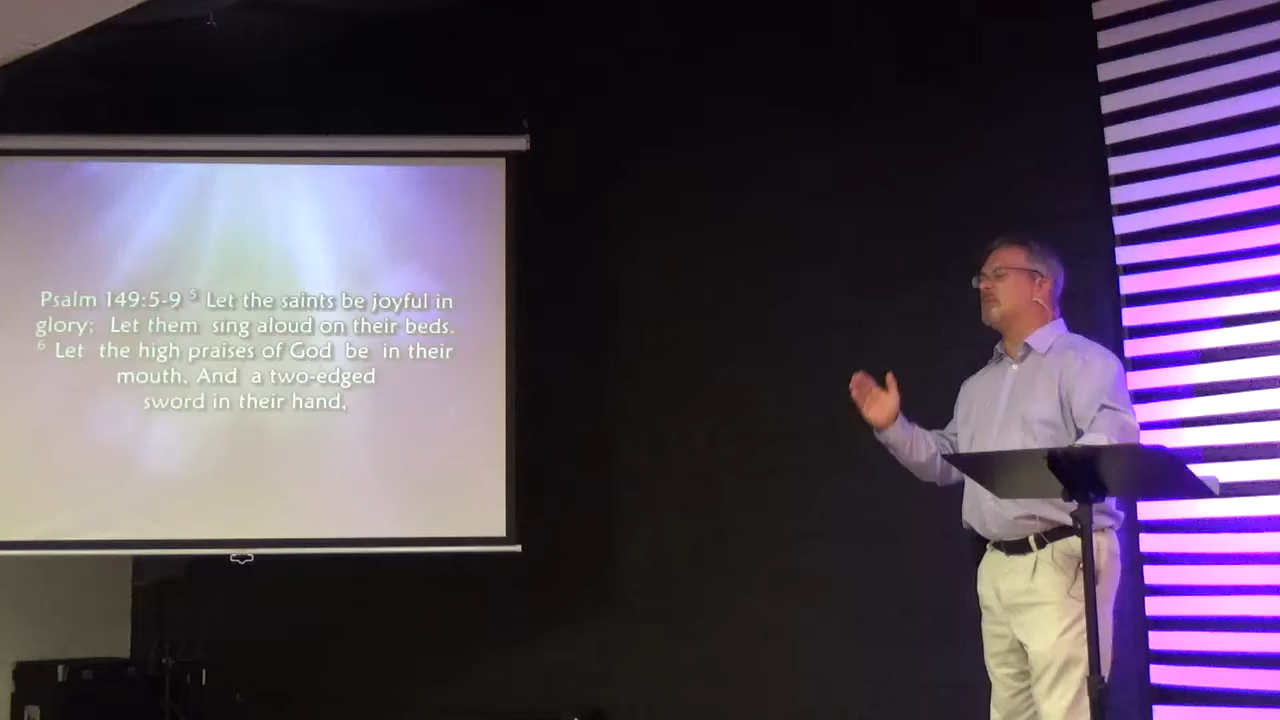 Psalm 149:5-9 5 Let the saints be joyful in
glory; Let them sing aloud on their beds.
6 Let the high praises of God be in their
mouth, And a two-edged
sword in their hand,